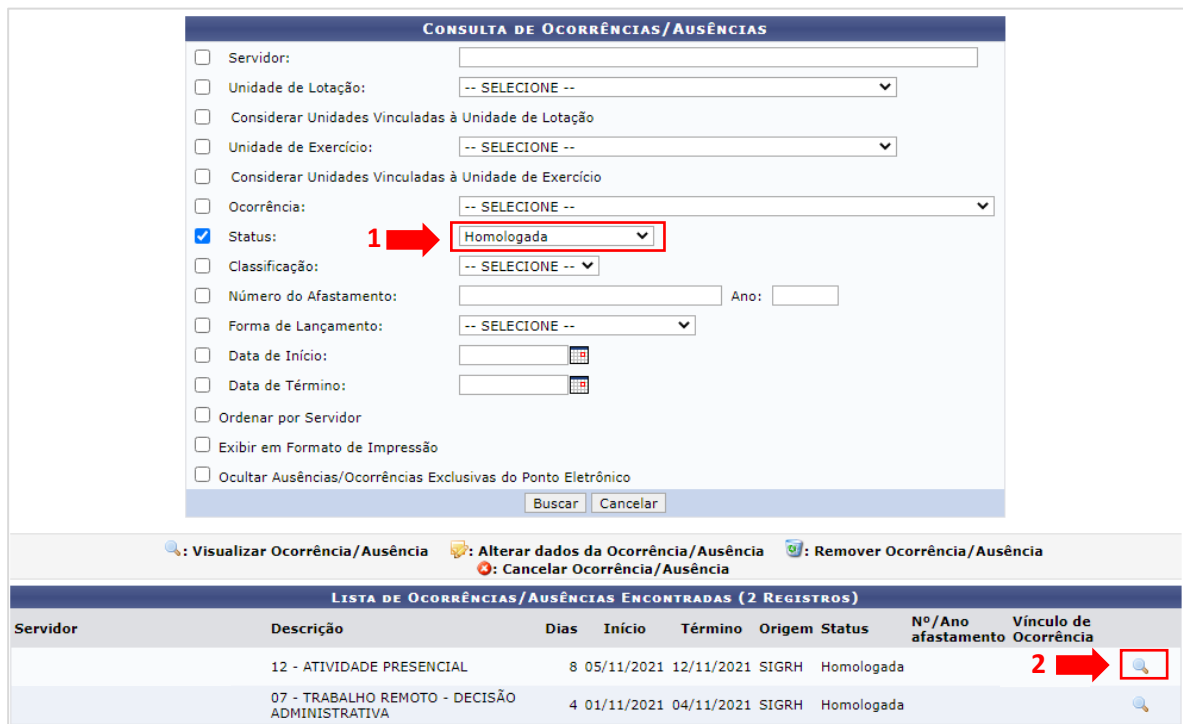 CONSULTA DE OCORRÊNCIAS/AUSÊNCIAS
Servidor:
Unidade de Lotação: -- SELECIONE --
Considerar Unidades Vinculadas à Unidade de Lotação
Unidade de Exercício: -- SELECIONE --
Considerar Unidades Vinculadas à Unidade de Exercício
Ocorrência: -- SELECIONE --
Status: 1 Homologada
Classificação: -- SELECIONE --
Número do Afastamento: Ano:
Forma de Lançamento: -- SELECIONE --
Data de Início:
Data de Término:
Ordenar por Servidor
Exibir em Formato de Impressão
Ocultar Ausências/Ocorrências Exclusivas do Ponto Eletrônico
Buscar Cancelar
: Visualizar Ocorrência/Ausência : Alterar dados da Ocorrência/Ausência : Remover Ocorrência/Ausência
: Cancelar Ocorrência/Ausência
LISTA DE OCORRÊNCIAS/AUSÊNCIAS ENCONTRADAS (2 REGISTROS)
Servidor Descrição Dias Início Término Origem Status Nº/Ano afastamento Vínculo de Ocorrência
12 - ATIVIDADE PRESENCIAL 8 05/11/2021 12/11/2021 SIGRH Homologada 2
07 - TRABALHO REMOTO - DECISÃO
ADMINISTRATIVA 4 01/11/2021 04/11/2021 SIGRH Homologada